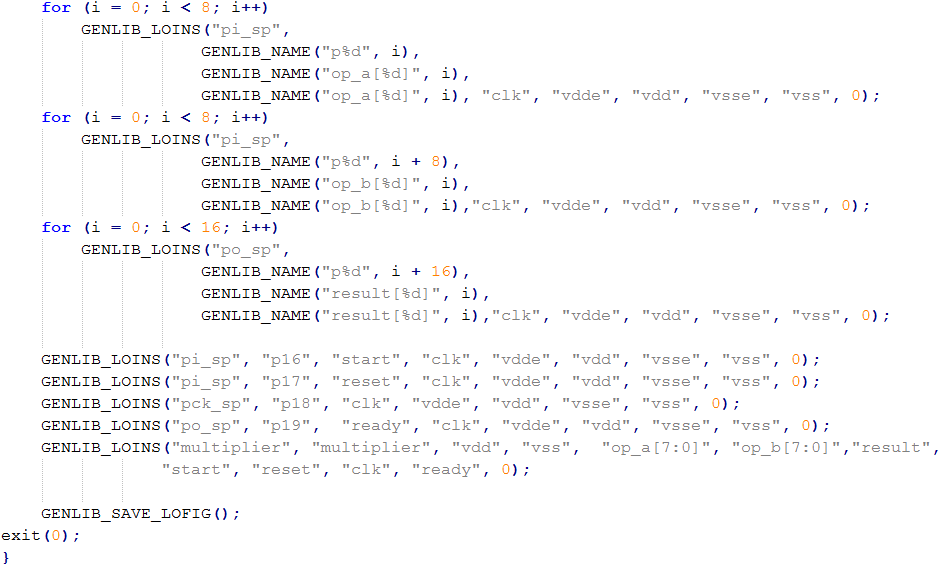 for (i = 0; i < 8; i++)
GENLIB_LOINS("pi_sp",
GENLIB_NAME("p%d", i),
GENLIB_NAME("op_a[%d]", i),
GENLIB_NAME("op_a[%d]", i), "clk", "vdde", "vdd", "vsse", "vss", 0);
for (i = 0; i < 8; i++)
GENLIB_LOINS("pi_sp",
GENLIB_NAME("p%d", i + 8),
GENLIB_NAME("op_b[%d]", i),
GENLIB_NAME("op_b[%d]", i),"clk", "vdde", "vdd", "vsse", "vss", 0);
for (i = 0; i < 16; i++)
GENLIB_LOINS("po_sp",
GENLIB_NAME("p%d", i + 16),
GENLIB_NAME("result[%d]", i),
GENLIB_NAME("result[%d]", i),"clk", "vdde", "vdd", "vsse", "vss", 0);
GENLIB_LOINS("pi_sp", "p16", "start", "clk", "vdde", "vdd", "vsse", "vss", 0);
GENLIB_LOINS("pi_sp", "p17", "reset", "clk", "vdde", "vdd", "vsse", "vss", 0);
GENLIB_LOINS("pck_sp", "p18", "clk", "vdde", "vdd", "vsse", "vss", 0);
GENLIB_LOINS("po_sp", "p19",  "ready", "clk", "vdde", "vdd", "vsse", "vss", 0);
GENLIB_LOINS("multiplier", "multiplier", "vdd", "vss",  "op_a[7:0]", "op_b[7:0]","result",
"start", "reset", "clk", "ready", 0);
GENLIB_SAVE_LOFIG();
exit(0);
}